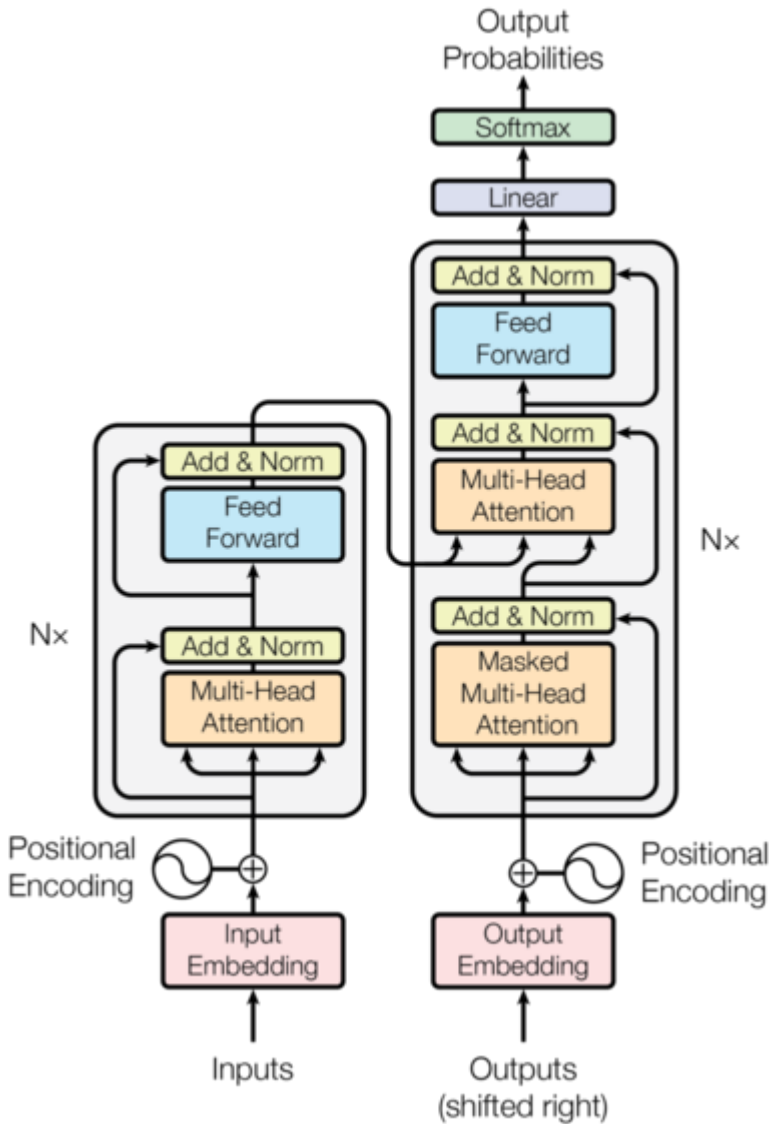 Output
Probabilities
Softmax
Linear
Add & Norm
Feed
Forward
Add & Norm
Multi-Head
Attention
Nx
Add & Norm
Masked
Multi-Head
Attention
Add & Norm
Feed
Forward
Nx
Add & Norm
Multi-Head
Attention
Positional
Encoding
Positional
Encoding
Input
Embedding
Output
Embedding
Inputs
Outputs
(shifted right)